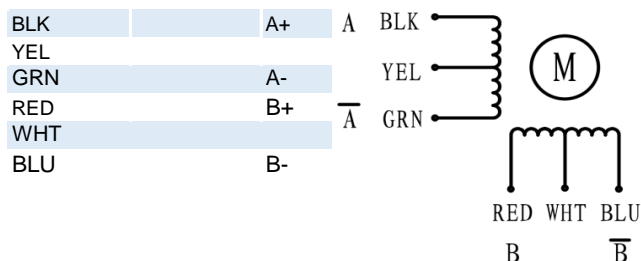 BLK A+
YEL
GRN A-
RED B+
WHT
BLU B-
A BLK
YEL
A̅ GRN
M
RED WHT BLU
B B̅